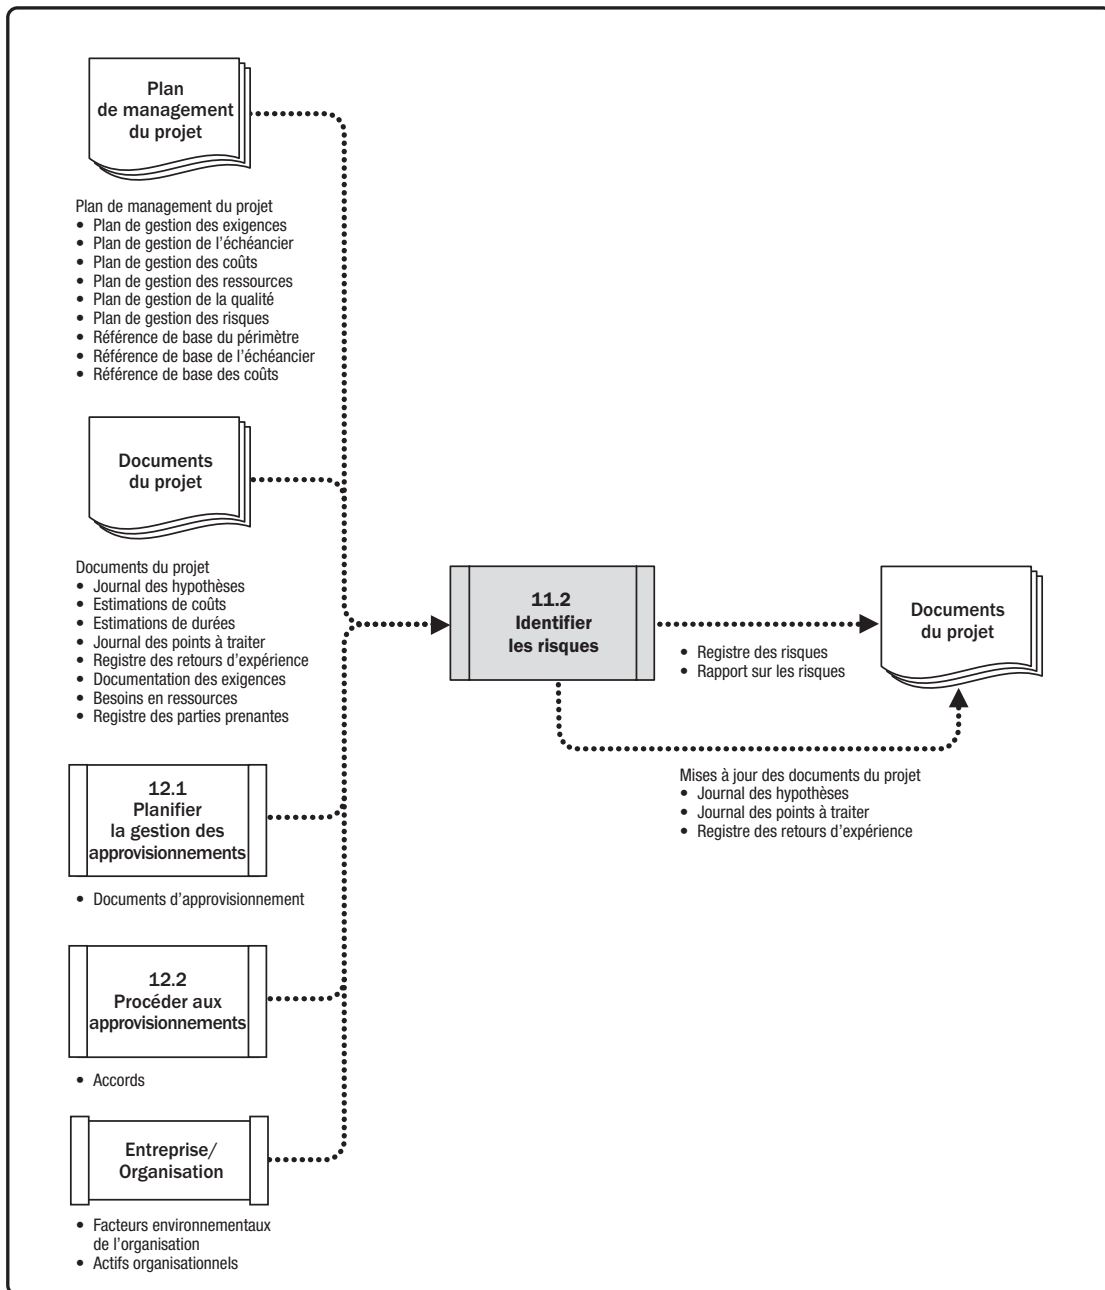 Plan
de management
du projet
Plan de management du projet
• Plan de gestion des exigences
• Plan de gestion de l'échéancier
• Plan de gestion des coûts
• Plan de gestion des ressources
• Plan de gestion de la qualité
• Plan de gestion des risques
• Référence de base du périmètre
• Référence de base de l'échéancier
• Référence de base des coûts
Documents
du projet
Documents du projet
• Journal des hypothèses
• Estimations de coûts
• Estimations de durées
• Journal des points à traiter
• Registre des retours d'expérience
• Documentation des exigences
• Besoins en ressources
• Registre des parties prenantes
12.1
Planifier
la gestion des
approvisionnements
• Documents d'approvisionnement
12.2
Procéder aux
approvisionnements
• Accords
Entreprise/
Organisation
• Facteurs environnementaux
de l'organisation
• Actifs organisationnels
11.2
Identifier
les risques
• Registre des risques
• Rapport sur les risques
Documents
du projet
Mises à jour des documents du projet
• Journal des hypothèses
• Journal des points à traiter
• Registre des retours d'expérience